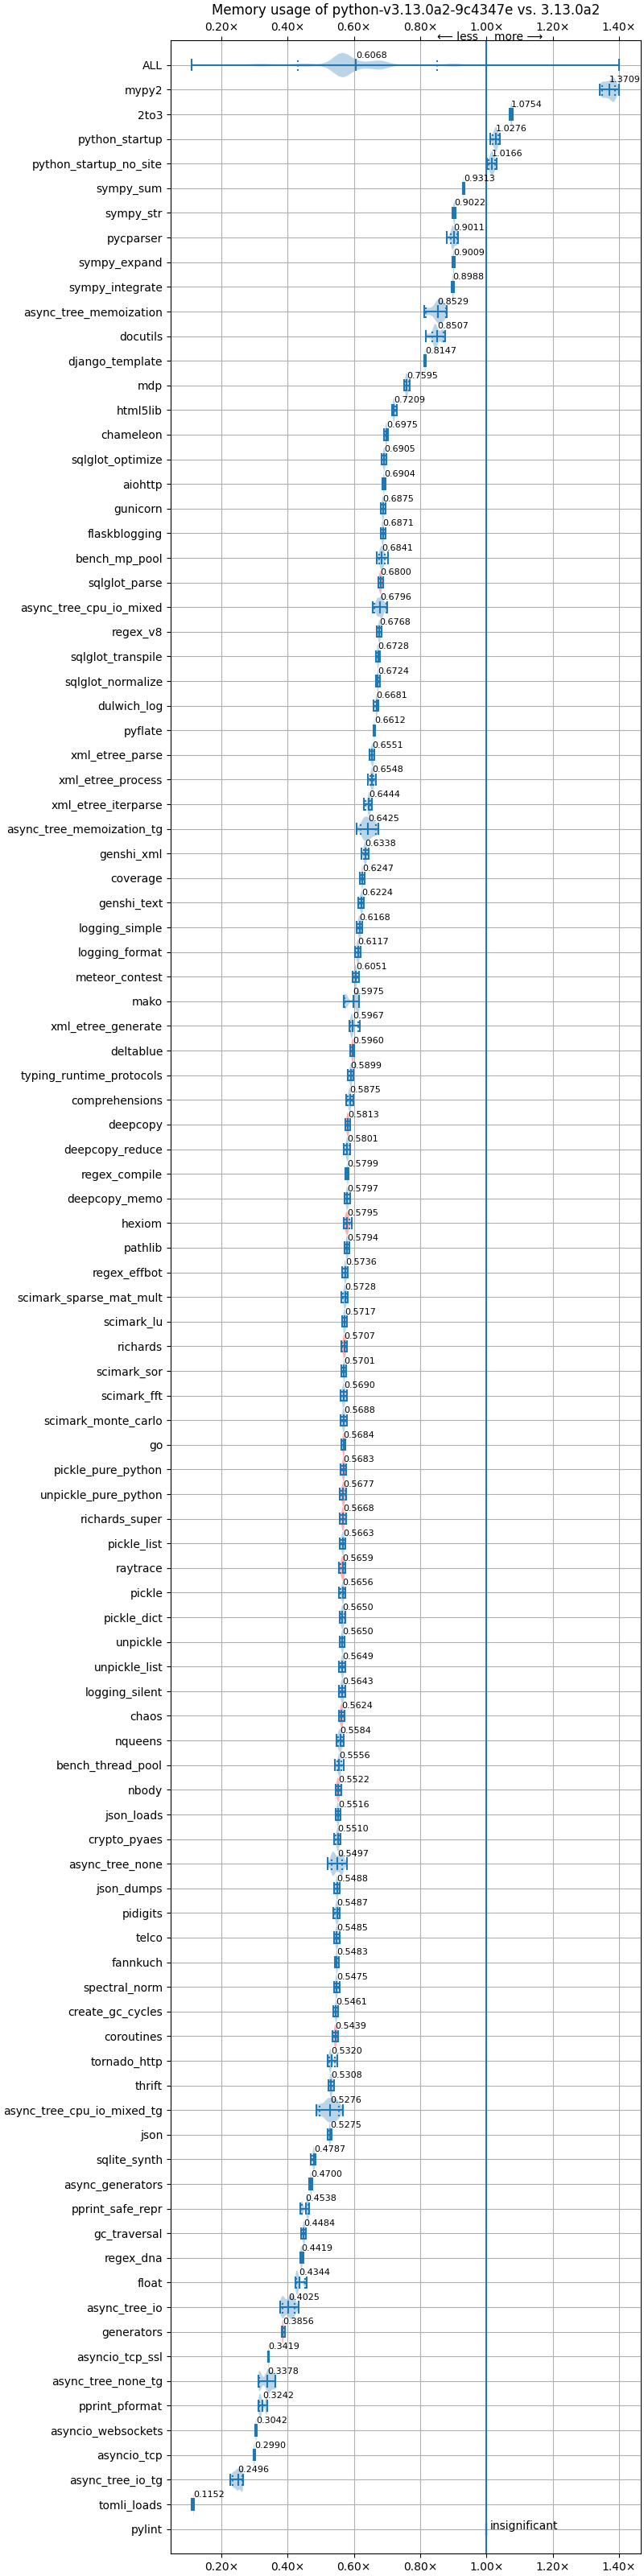 Memory usage of python-v3.13.0a2-9c4347e vs. 3.13.0a2
0.20× 0.40× 0.60× 0.80× 1.00× 1.20× 1.40×
← less more →
ALL 0.6068
mypy2 1.3709
2to3 1.0754
python_startup 1.0276
python_startup_no_site 1.0166
sympy_sum 0.9313
sympy_str 0.9022
pycparser 0.9011
sympy_expand 0.9009
sympy_integrate 0.8988
async_tree_memoization 0.8529
docutils 0.8507
django_template 0.8147
mdp 0.7595
html5lib 0.7209
chameleon 0.6975
sqlglot_optimize 0.6905
aiohttp 0.6904
gunicorn 0.6875
flaskblogging 0.6871
bench_mp_pool 0.6841
sqlglot_parse 0.6800
async_tree_cpu_io_mixed 0.6796
regex_v8 0.6768
sqlglot_transpile 0.6728
sqlglot_normalize 0.6724
dulwich_log 0.6681
pyflate 0.6612
xml_etree_parse 0.6551
xml_etree_process 0.6548
xml_etree_iterparse 0.6444
async_tree_memoization_tg 0.6425
genshi_xml 0.6338
coverage 0.6247
genshi_text 0.6224
logging_simple 0.6168
logging_format 0.6117
meteor_contest 0.6051
mako 0.5975
xml_etree_generate 0.5967
deltablue 0.5960
typing_runtime_protocols 0.5899
comprehensions 0.5875
deepcopy 0.5813
deepcopy_reduce 0.5801
regex_compile 0.5799
deepcopy_memo 0.5797
hexiom 0.5795
pathlib 0.5794
regex_effbot 0.5736
scimark_sparse_mat_mult 0.5728
scimark_lu 0.5717
richards 0.5707
scimark_sor 0.5701
scimark_fft 0.5690
scimark_monte_carlo 0.5688
go 0.5684
pickle_pure_python 0.5683
unpickle_pure_python 0.5677
richards_super 0.5668
pickle_list 0.5663
raytrace 0.5659
pickle 0.5656
pickle_dict 0.5650
unpickle 0.5650
unpickle_list 0.5649
logging_silent 0.5643
chaos 0.5624
nqueens 0.5584
bench_thread_pool 0.5556
nbody 0.5522
json_loads 0.5516
crypto_pyaes 0.5510
async_tree_none 0.5497
json_dumps 0.5488
pidigits 0.5487
telco 0.5485
fannkuch 0.5483
spectral_norm 0.5475
create_gc_cycles 0.5461
coroutines 0.5439
tornado_http 0.5320
thrift 0.5308
async_tree_cpu_io_mixed_tg 0.5276
json 0.5275
sqlite_synth 0.4787
async_generators 0.4700
pprint_safe_repr 0.4538
gc_traversal 0.4484
regex_dna 0.4419
float 0.4344
async_tree_io 0.4025
generators 0.3856
asyncio_tcp_ssl 0.3419
async_tree_none_tg 0.3378
pprint_pformat 0.3242
asyncio_websockets 0.3042
asyncio_tcp 0.2990
async_tree_io_tg 0.2496
tomli_loads 0.1152
pylint insignificant
0.20× 0.40× 0.60× 0.80× 1.00× 1.20× 1.40×